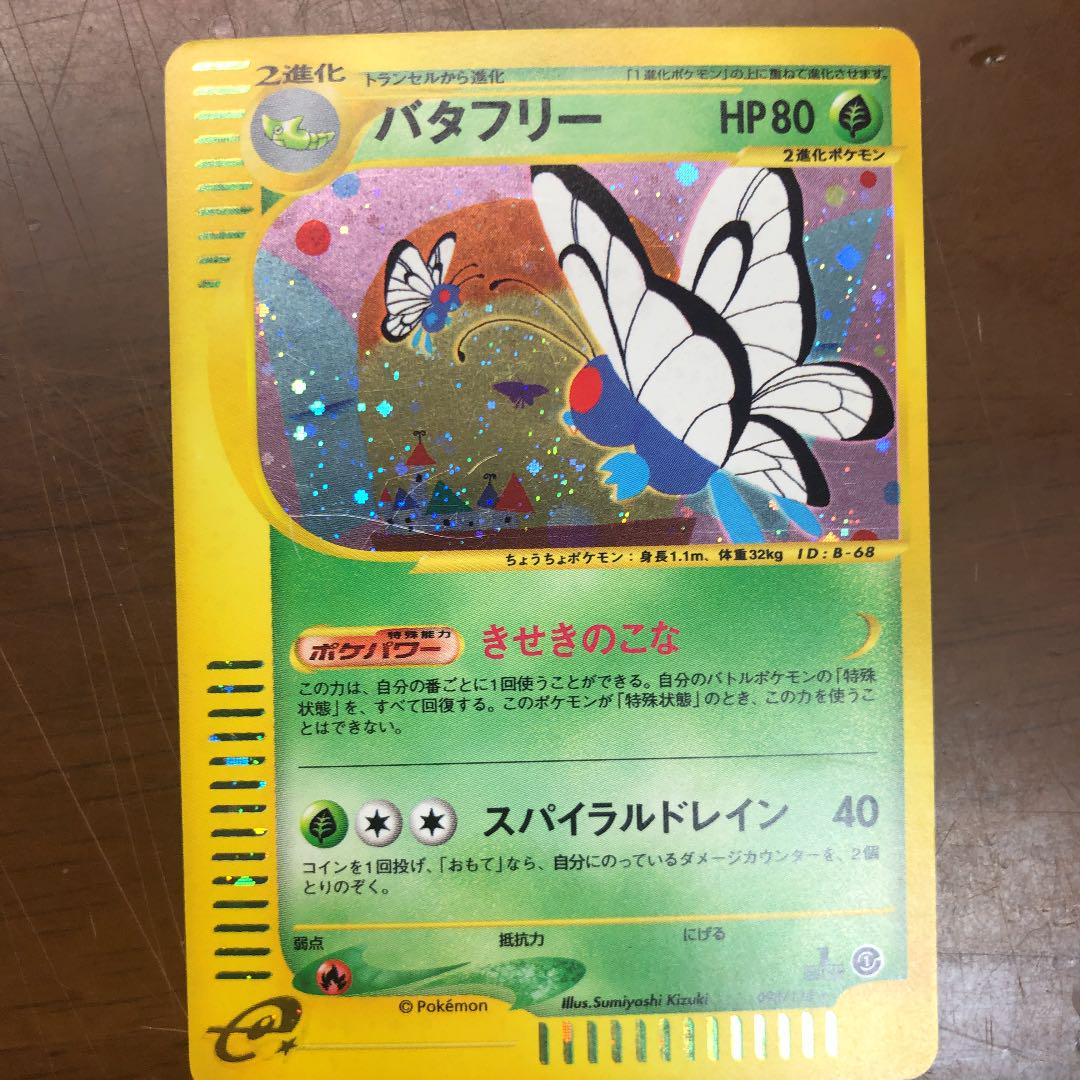 2進化 トランセルから進化 「1進化ポケモン」の上に重ねて進化させます。
バタフリー HP80
2進化ポケモン
ちょうちょポケモン：身長1.1m、体重32kg ID:B-68
特殊能力
ポケパワー きせきのこな
この力は、自分の番ごとに1回使うことができる。自分のバトルポケモンの「特殊
状態」を、すべて回復する。このポケモンが「特殊状態」のとき、この力を使うこ
とはできない。
スパイラルドレイン 40
コインを1回投げ、「おもて」なら、自分にのっているダメージカウンターを、2個
とりのぞく。
弱点 抵抗力 にげる
© Pokémon Illus.Sumiyoshi Kizuki